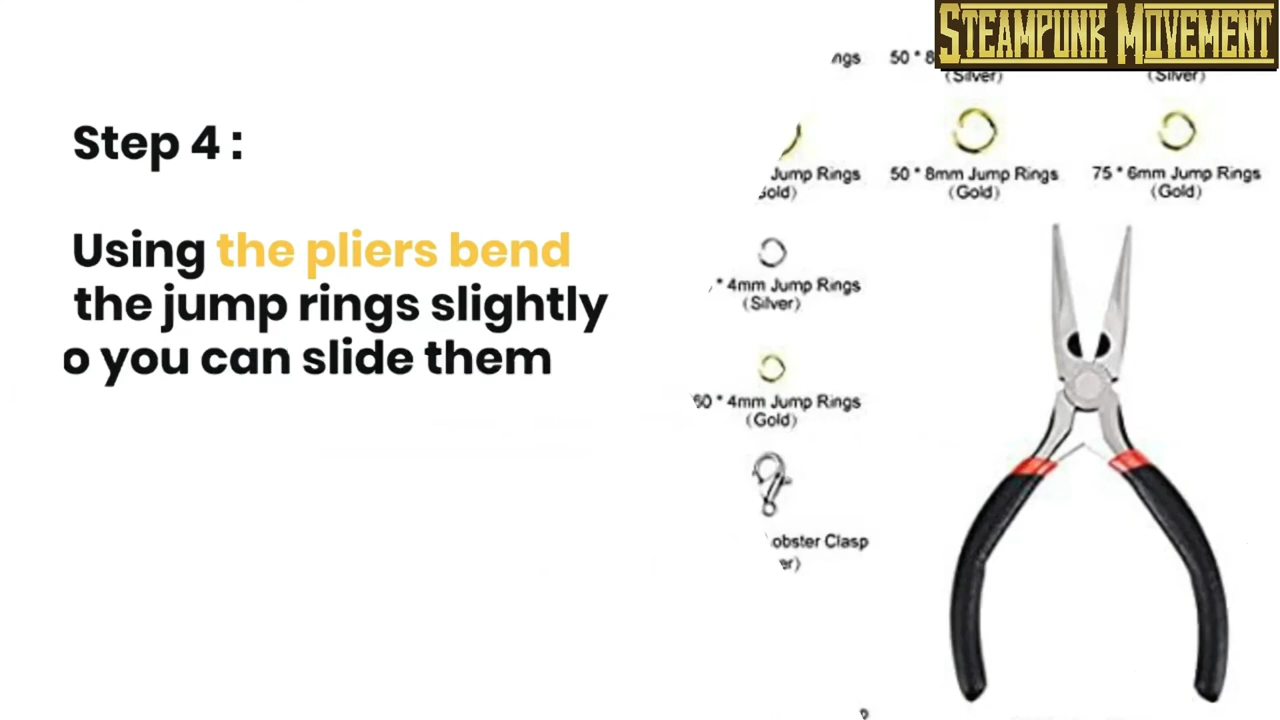 STEAMPUNK MOVEMENT
ngs 50 * 8
(Silver) (Silver)
Step 4 :
Jump Rings 50 * 8mm Jump Rings 75 * 6mm Jump Rings
Gold) (Gold) (Gold)
Using the pliers bend
the jump rings slightly
o you can slide them
* 4mm Jump Rings
(Silver)
60 * 4mm Jump Rings
(Gold)
obster Clasp
er)